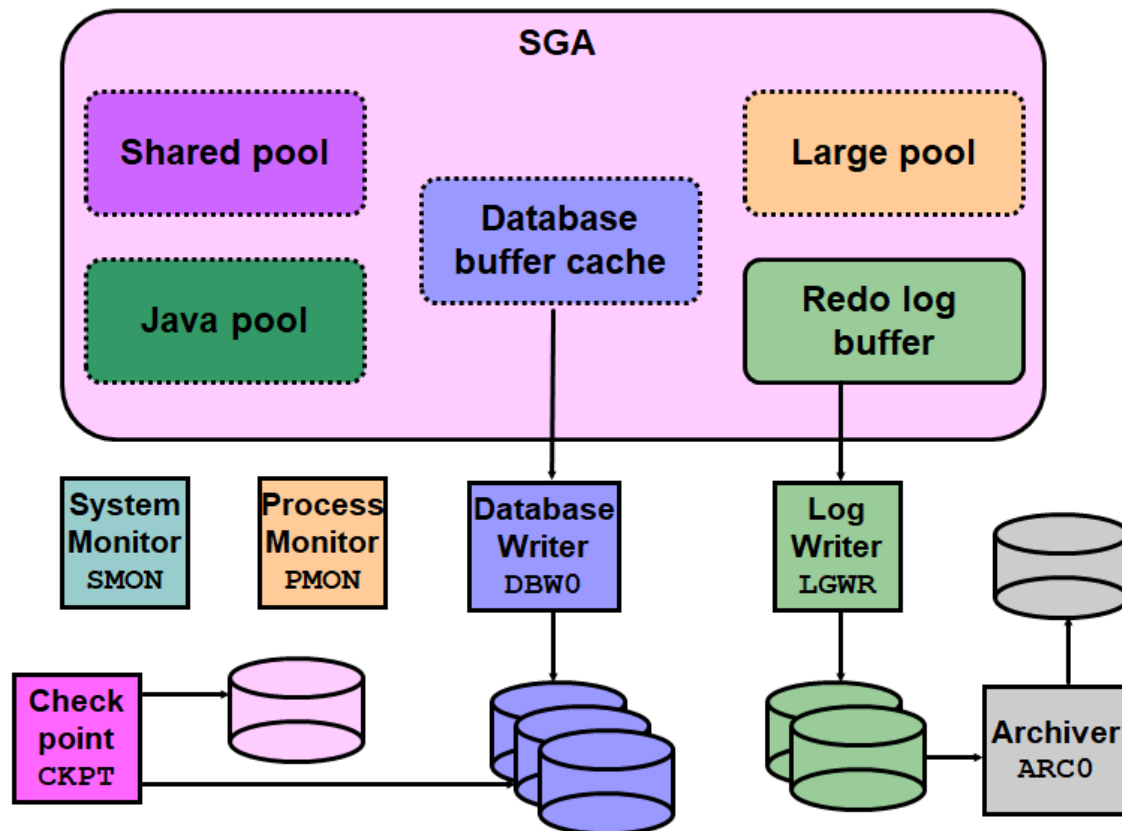 SGA
Shared pool
Large pool
Database
buffer cache
Java pool
Redo log
buffer
System
Monitor
SMON
Process
Monitor
PMON
Database
Writer
DBW0
Log
Writer
LGWR
Check
point
CKPT
Archiver
ARC0